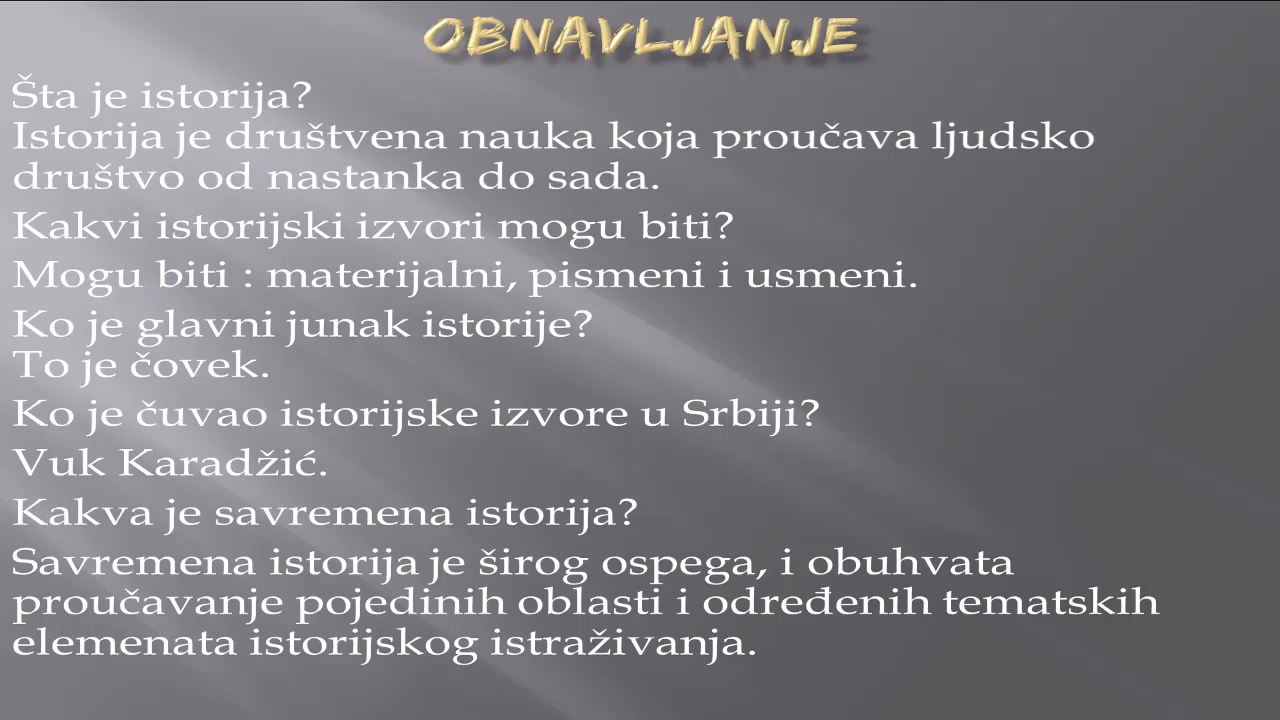 OBNAVLJANJE
Šta je istorija?
Istorija je društvena nauka koja proučava ljudsko
društvo od nastanka do sada.
Kakvi istorijski izvori mogu biti?
Mogu biti : materijalni, pismeni i usmeni.
Ko je glavni junak istorije?
To je čovek.
Ko je čuvao istorijske izvore u Srbiji?
Vuk Karadžić.
Kakva je savremena istorija?
Savremena istorija je širog ospega, i obuhvata
proučavanje pojedinih oblasti i određenih tematskih
elemenata istorijskog istraživanja.